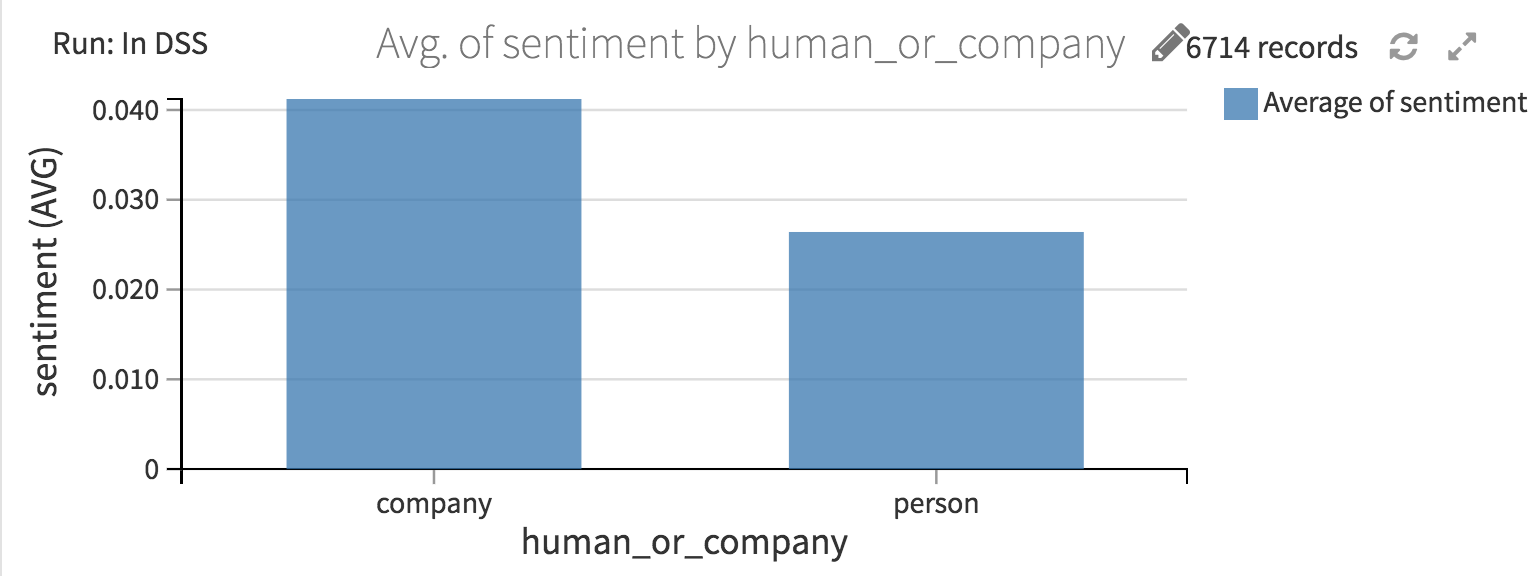 Run: In DSS
Avg. of sentiment by human_or_company
6714 records
Average of sentiment
sentiment (AVG)
0.040
0.030
0.020
0.010
0
company
person
human_or_company